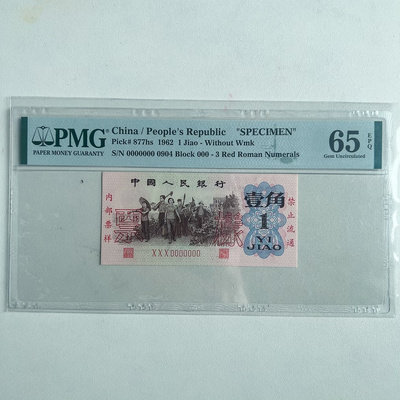 PMG
PAPER MONEY GUARANTY
China / People's Republic "SPECIMEN"
Pick# 877hs 1962 1 Jiao - Without Wmk
S/N 0000000 0904 Block 000 - 3 Red Roman Numerals
65 EPQ
Gem Uncirculated
中國人民銀行
内部票样
禁止流通
壹角
1
YI
JIAO
XXX0000000